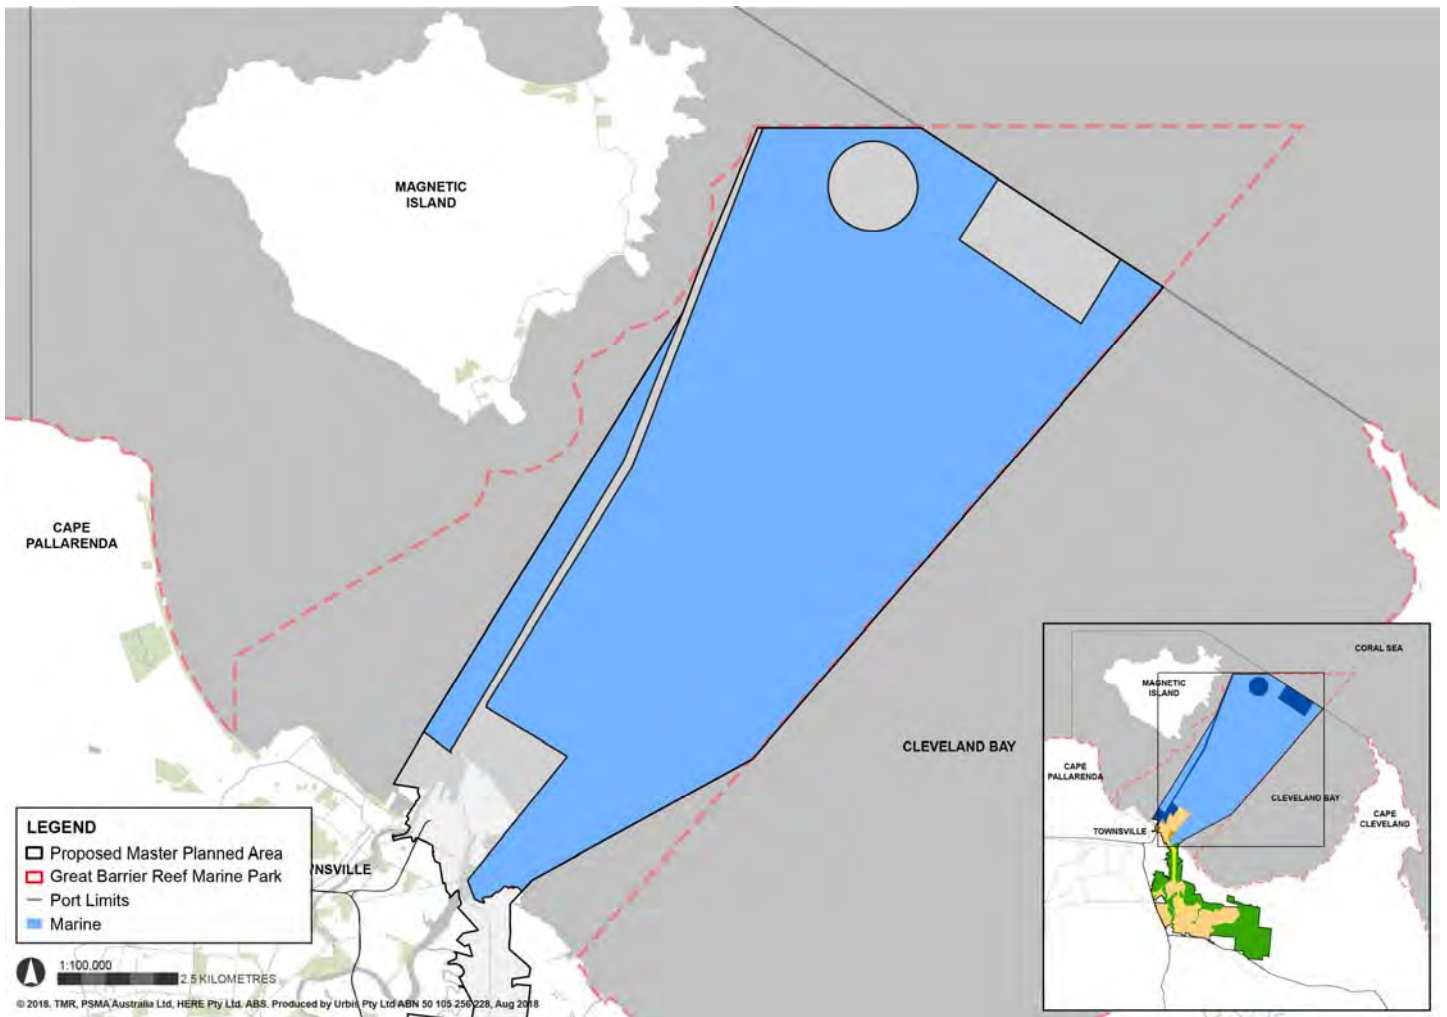 MAGNETIC
ISLAND
CAPE
PALLARENDA
CLEVELAND BAY
WNSVILLE
LEGEND
Proposed Master Planned Area
Great Barrier Reef Marine Park
Port Limits
Marine
1:100,000
2.5 KILOMETRES
© 2018. TMR, PSMA Australia Ltd, HERE Pty Ltd. ABS. Produced by Urbis Pty Ltd ABN 50 105 256 228, Aug 2018
CORAL SEA
MAGNETIC
ISLAND
CAPE
PALLARENDA
CLEVELAND BAY
TOWNSVILLE
CAPE
CLEVELAND